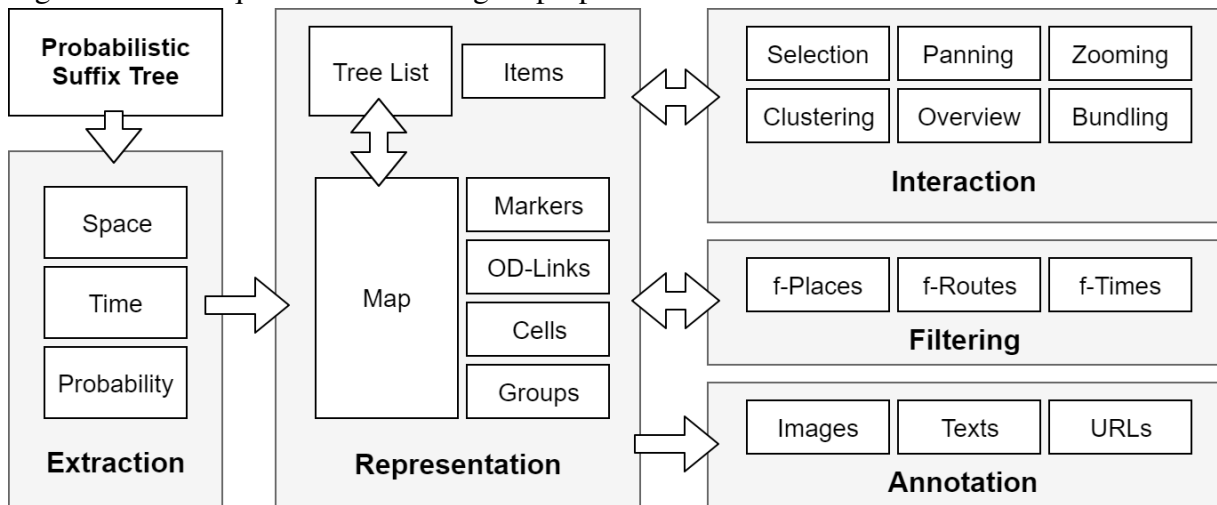 Probabilistic
Suffix Tree
Space
Time
Probability
Extraction
Tree List
Items
Map
Markers
OD-Links
Cells
Groups
Representation
Selection
Panning
Zooming
Clustering
Overview
Bundling
Interaction
f-Places
f-Routes
f-Times
Filtering
Images
Texts
URLs
Annotation